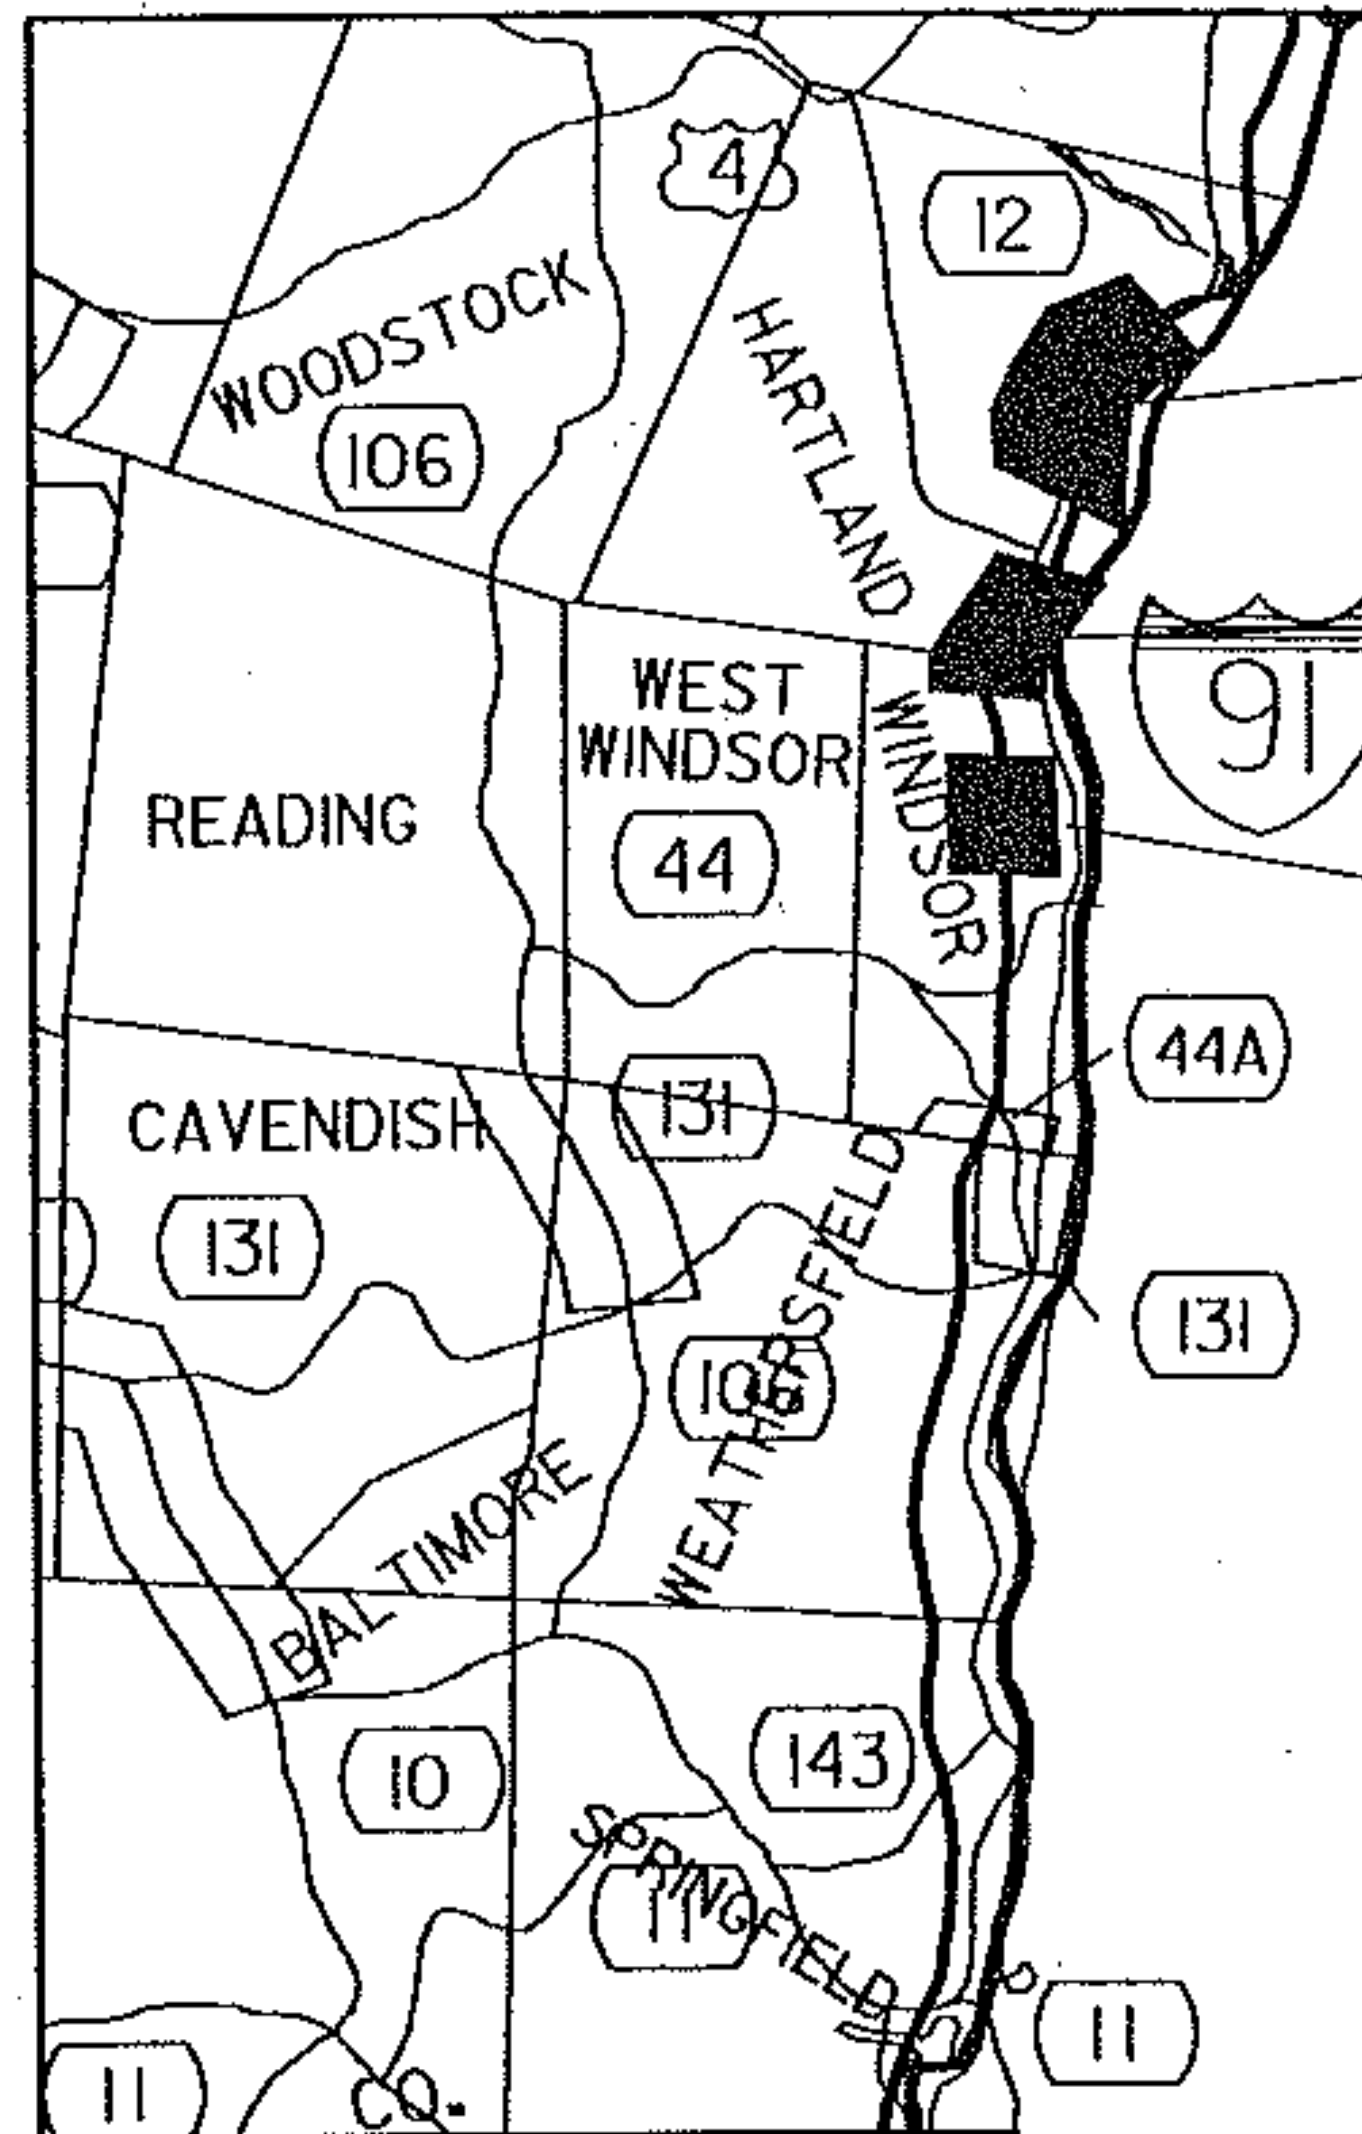 4
12
WOODSTOCK
HARTLAND
106
91
WEST
WINDSOR
WINDSOR
READING
44
44A
131
CAVENDISH
131
131
WEATHERSFIELD
106
BALTIMORE
143
10
SPRINGFIELD
11
11
11
CO.